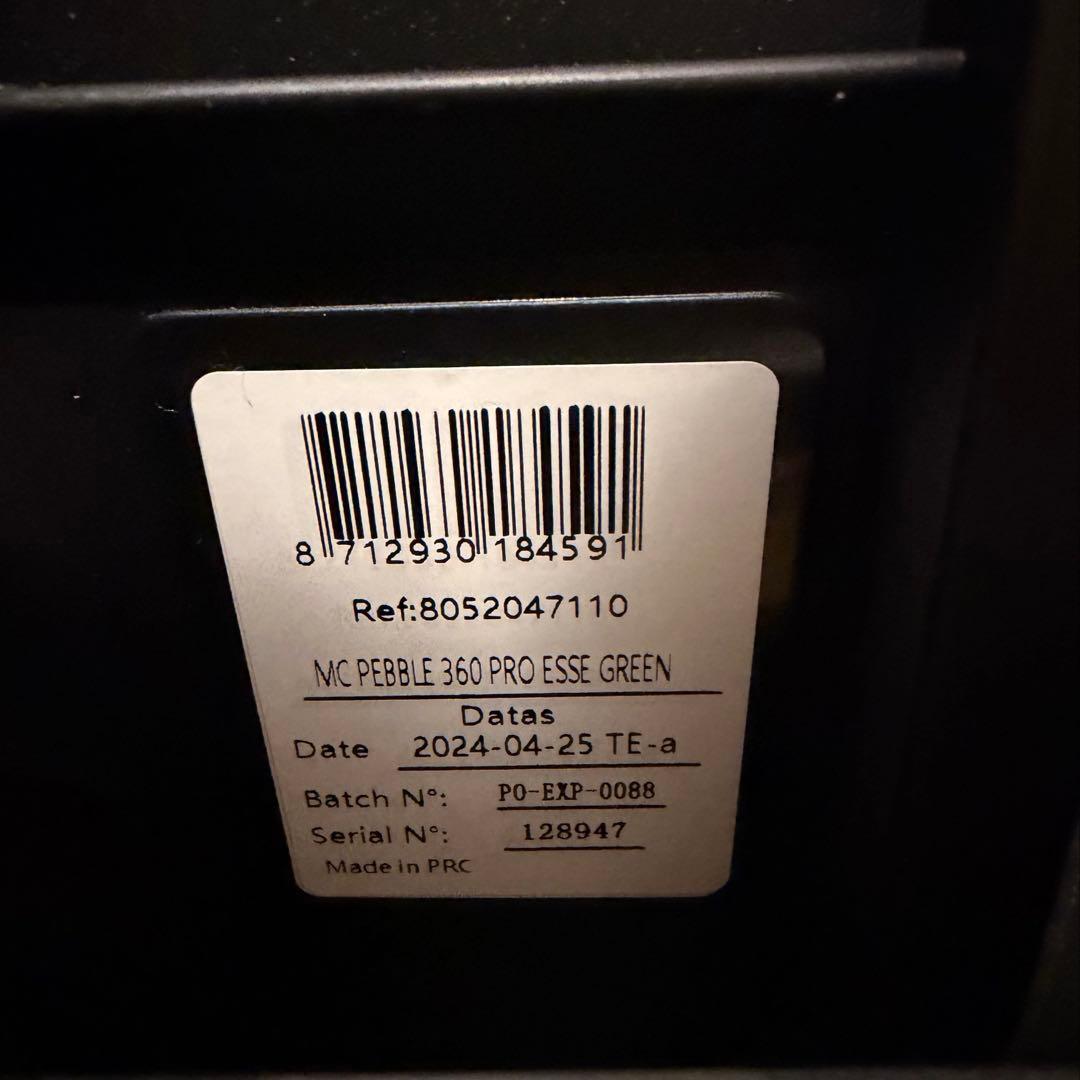 8 712930 184591
Ref:8052047110
MC PEBBLE 360 PRO ESSE GREEN
Datas
Date 2024-04-25 TE-a
Batch N°: PO-EXP-0088
Serial N°: 128947
Made in PRC